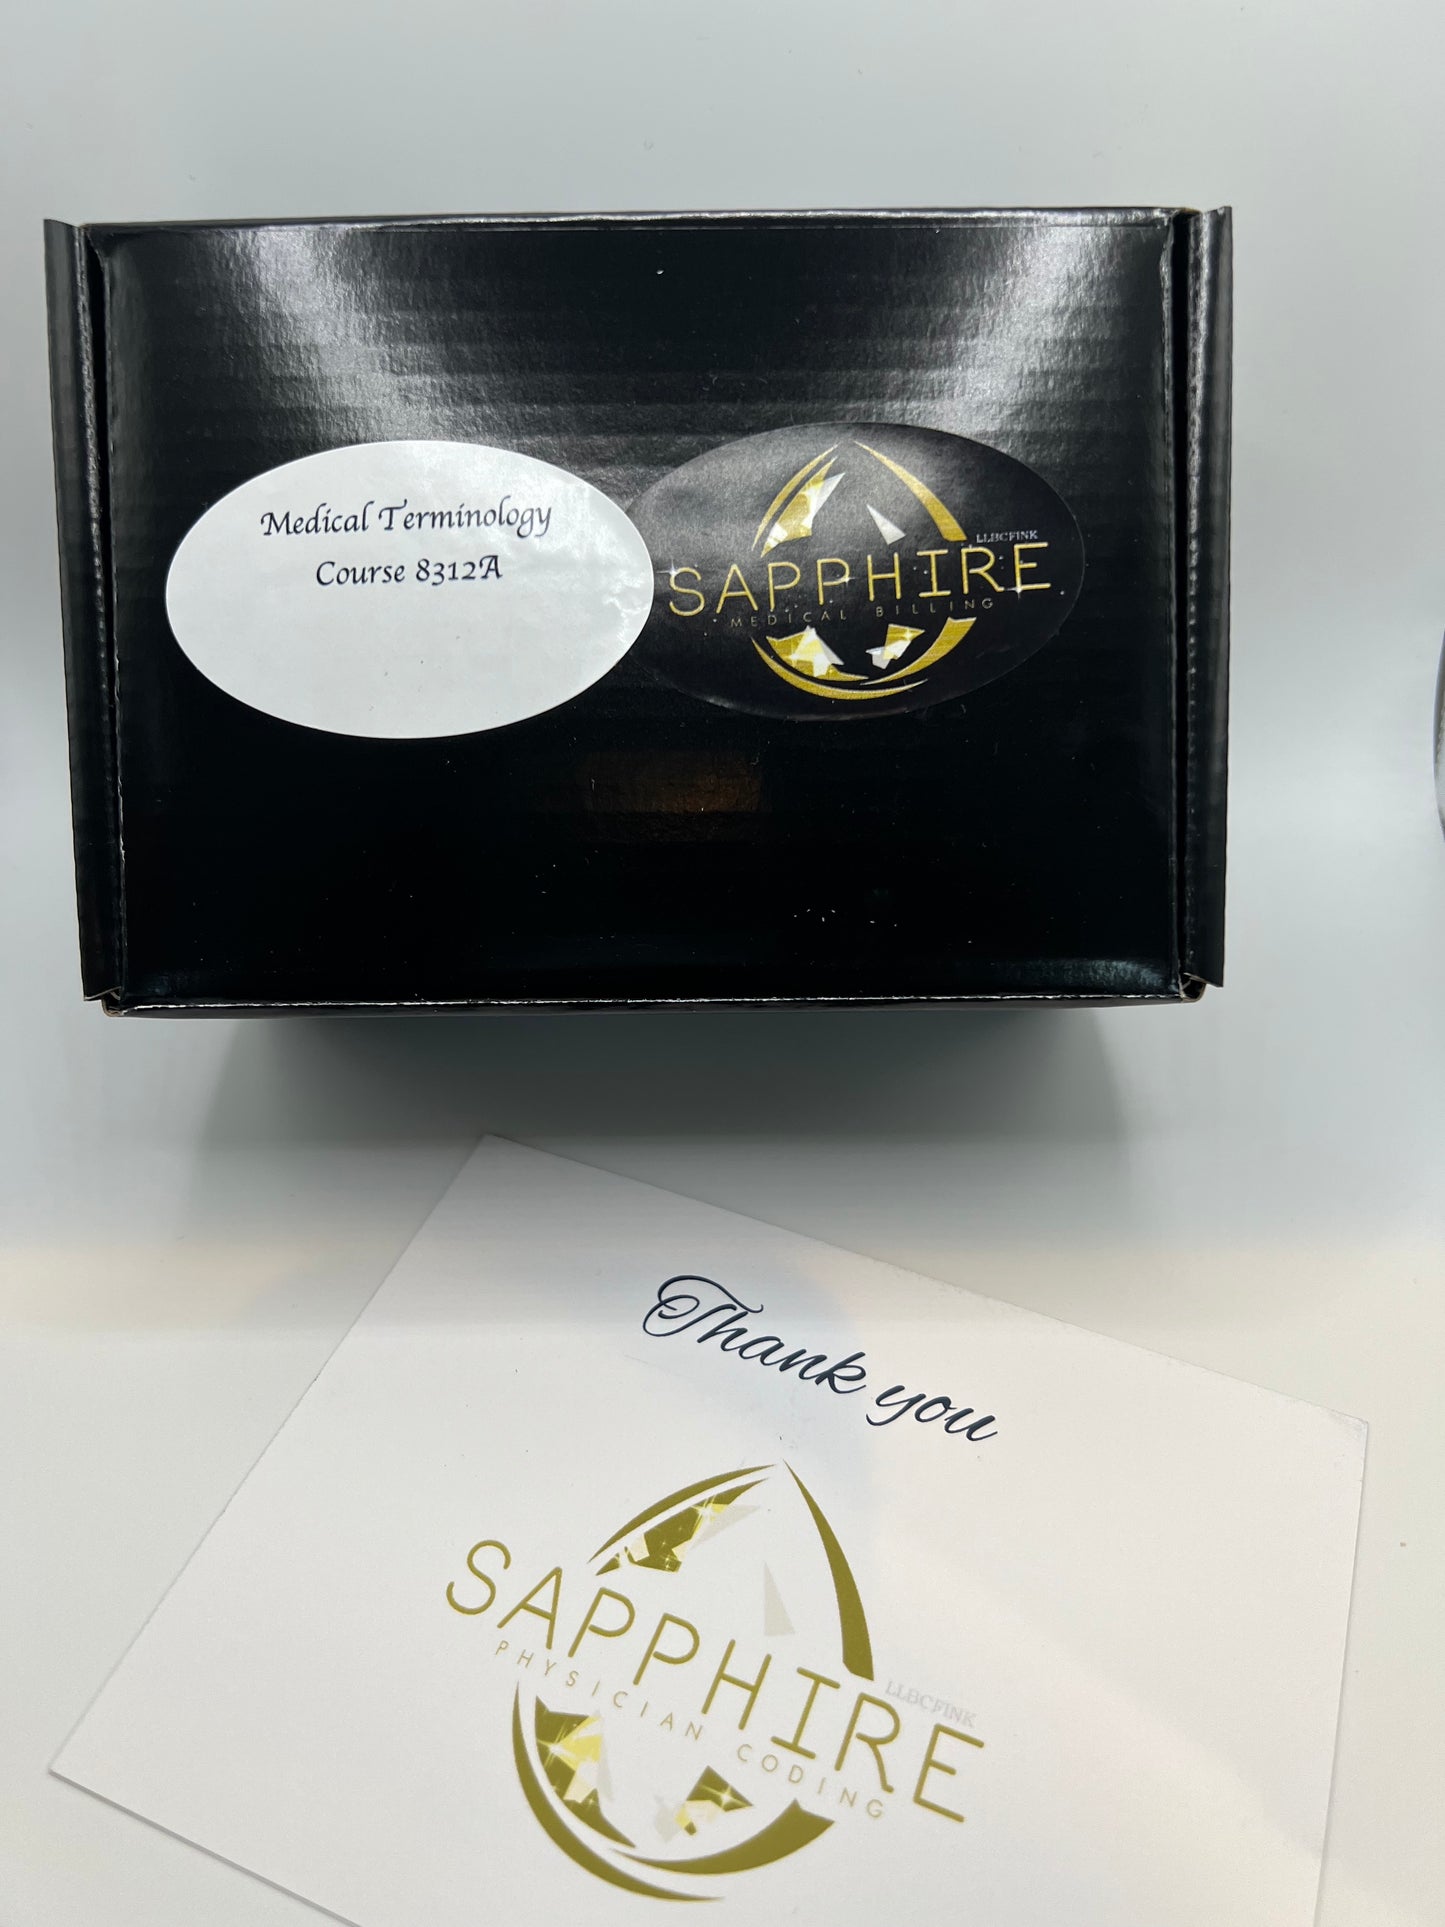 Medical Terminology
Course 8312A
LLBCFINK
SAPPHIRE
MEDICAL BILLING
Thank you
SAPPHIRE
LLBCFINK
PHYSICIAN CODING